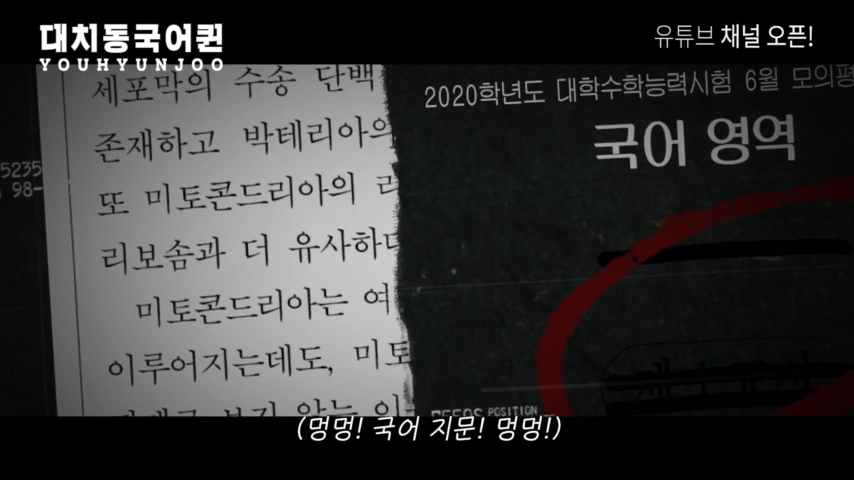 대치동국어퀸
YOUHYUNJOO
유튜브 채널 오픈!
세포막의 수송 단백
존재하고 박테리아의
또 미토콘드리아의
리보솜과 더 유사하다
미토콘드리아는 여
이루어지는데도, 미토
5235
98-
2020학년도 대학수학능력시험 6월 모의평
국어 영역
POSITION
(멍멍! 국어 지문! 멍멍!)